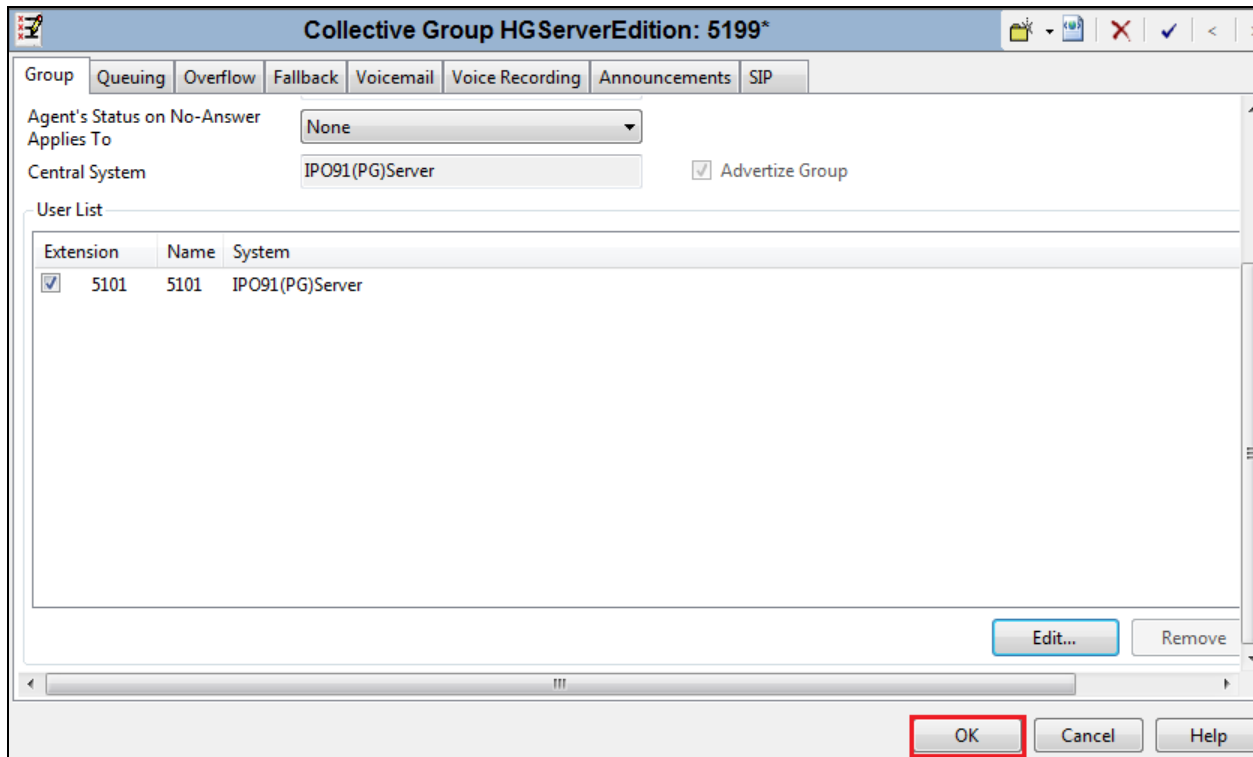 Collective Group HGServerEdition: 5199*
Group Queuing Overflow Fallback Voicemail Voice Recording Announcements SIP
Agent's Status on No-Answer
Applies To
None
Central System IPO91(PG)Server Advertize Group
User List
Extension Name System
5101 5101 IPO91(PG)Server
Edit... Remove
OK Cancel Help